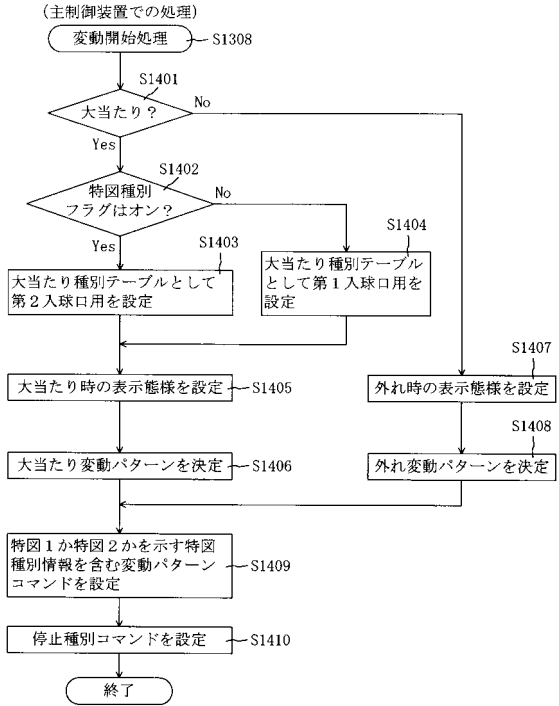 (主制御装置での処理)
変動開始処理
S1308
S1401
大当たり？
No
Yes
S1402
特図種別
フラグはオン？
No
Yes
S1403
大当たり種別テーブルとして
第２入球口用を設定
S1404
大当たり種別テーブル
として第１入球口用を
設定
S1405
大当たり時の表示態様を設定
S1407
外れ時の表示態様を設定
S1406
大当たり変動パターンを決定
S1408
外れ変動パターンを決定
特図１か特図２かを示す特図
種別情報を含む変動パターン
コマンドを設定
S1409
停止種別コマンドを設定
S1410
終了